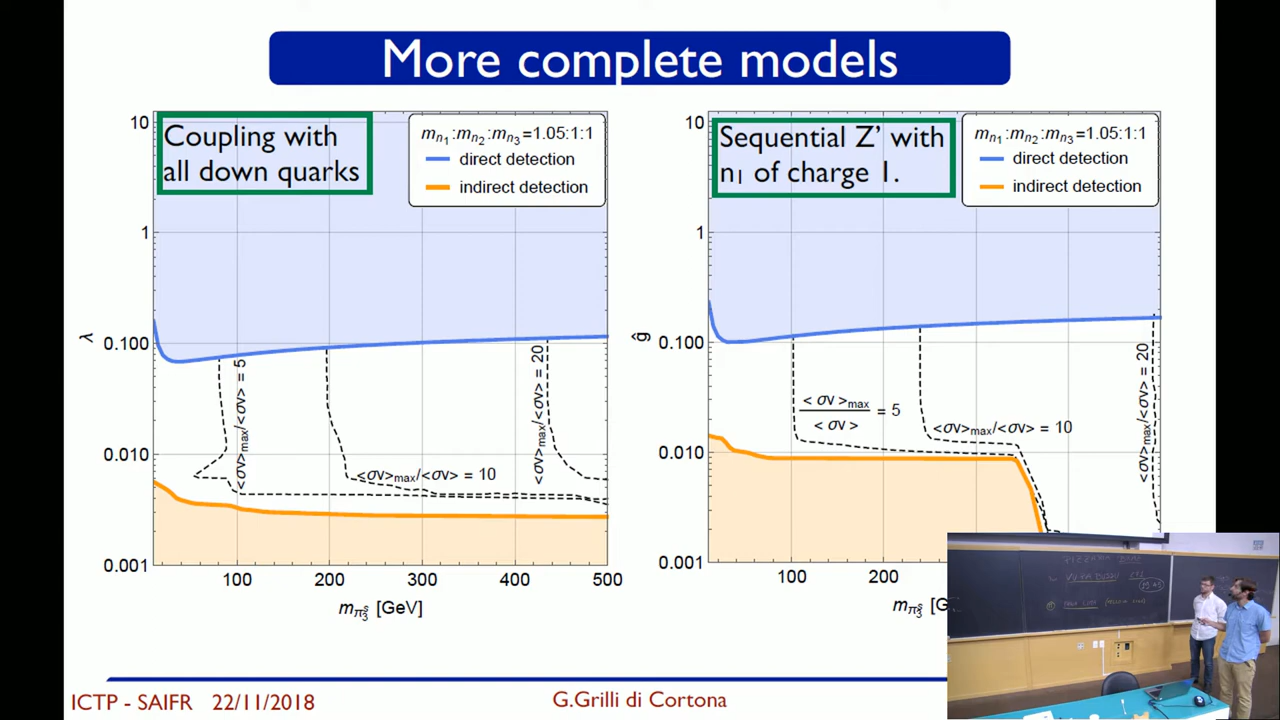 More complete models
Coupling with
all down quarks
mn1:mn2:mn3=1.05:1:1
direct detection
indirect detection
10
1
0.100
0.010
0.001
λ
<σv>max/<σv> = 5
<σv>max/<σv> = 10
<σv>max/<σv> = 20
100
200
300
400
500
mπ3ŝ [GeV]
Sequential Z’ with
n1 of charge 1.
mn1:mn2:mn3=1.05:1:1
direct detection
indirect detection
10
1
0.100
0.010
0.001
ĝ
<σv>max
<σv>
= 5
<σv>max/<σv> = 10
<σv>max/<σv> = 20
100
200
ICTP - SAIFR 22/11/2018
G.Grilli di Cortona